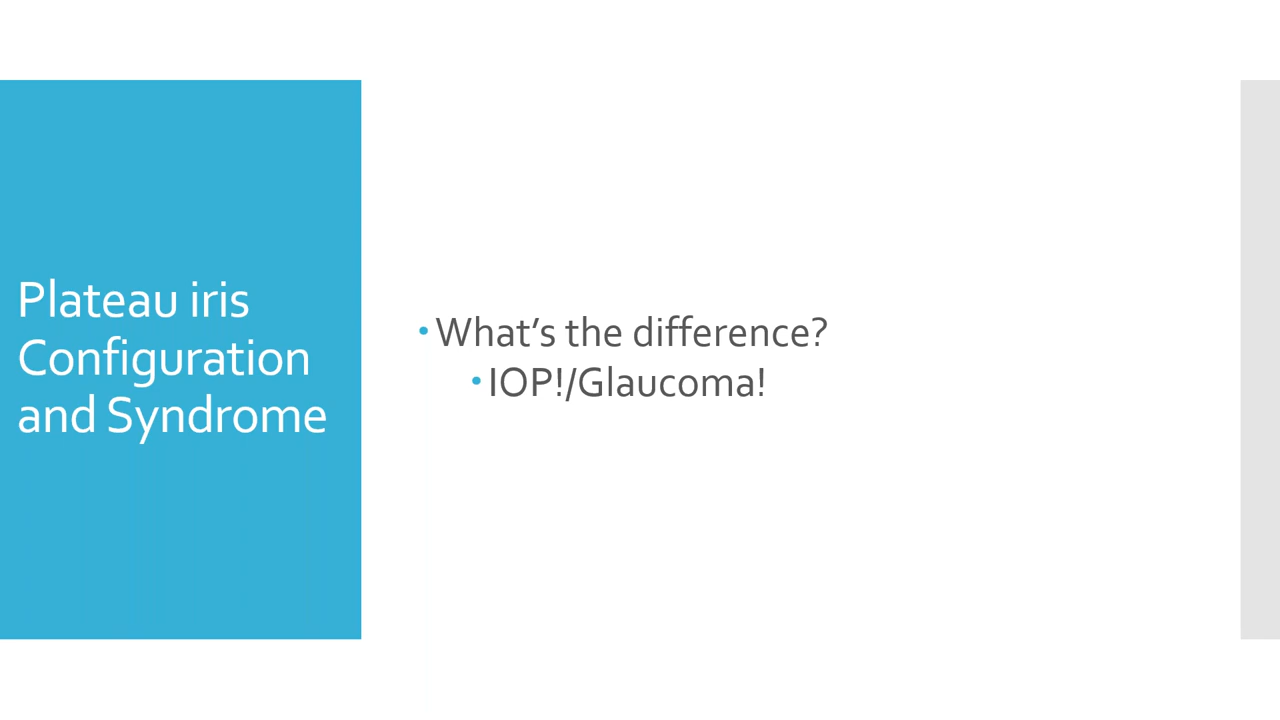 Plateau iris
Configuration
and Syndrome
• What’s the difference?
• IOP!/Glaucoma!